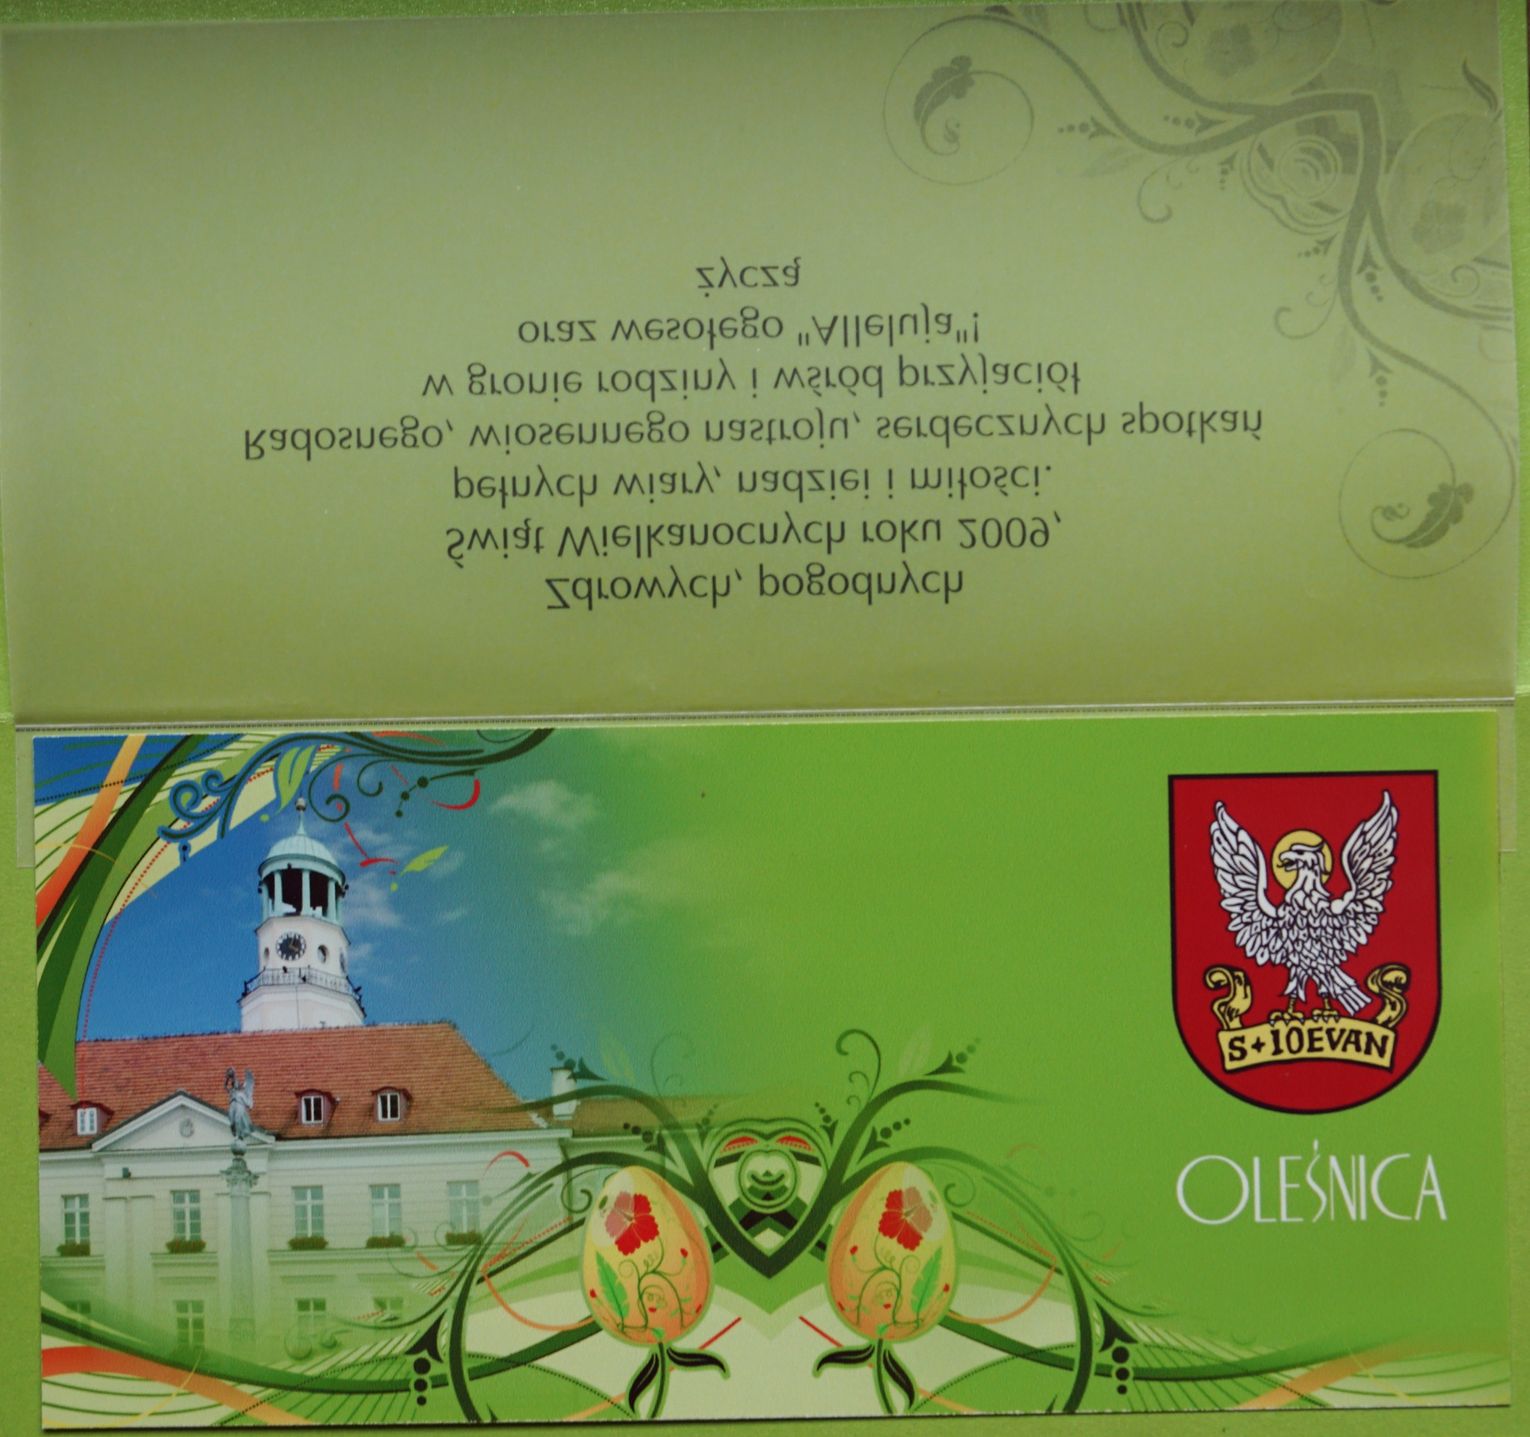 Zdrowych, pogodnych
Świąt Wielkanocnych roku 2009,
pełnych wiary, nadziei i miłości.
Radosnego, wiosennego nastroju, serdecznych spotkań
w gronie rodziny i wśród przyjaciół
oraz wesołego "Alleluja"!
życzą
S+IOEVAN
OLEŚNICA